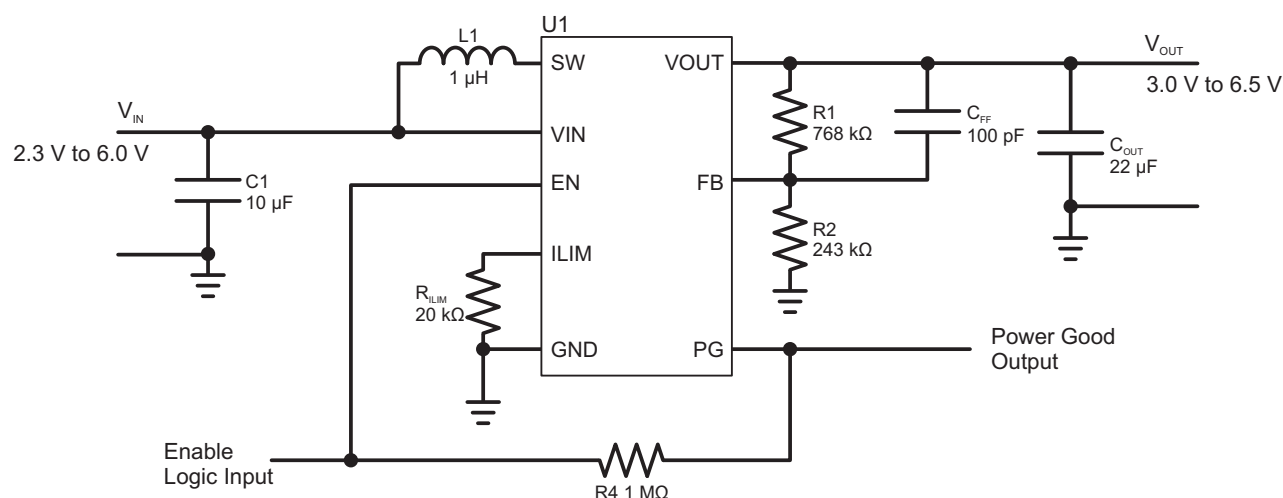 U1
L1
1 µH
SW
VOUT
V_OUT
3.0 V to 6.5 V
V_IN
2.3 V to 6.0 V
VIN
R1
768 kΩ
C_FF
100 pF
C_OUT
22 µF
C1
10 µF
EN
FB
R2
243 kΩ
ILIM
R_ILIM
20 kΩ
GND
PG
Power Good
Output
Enable
Logic Input
R4 1 MΩ